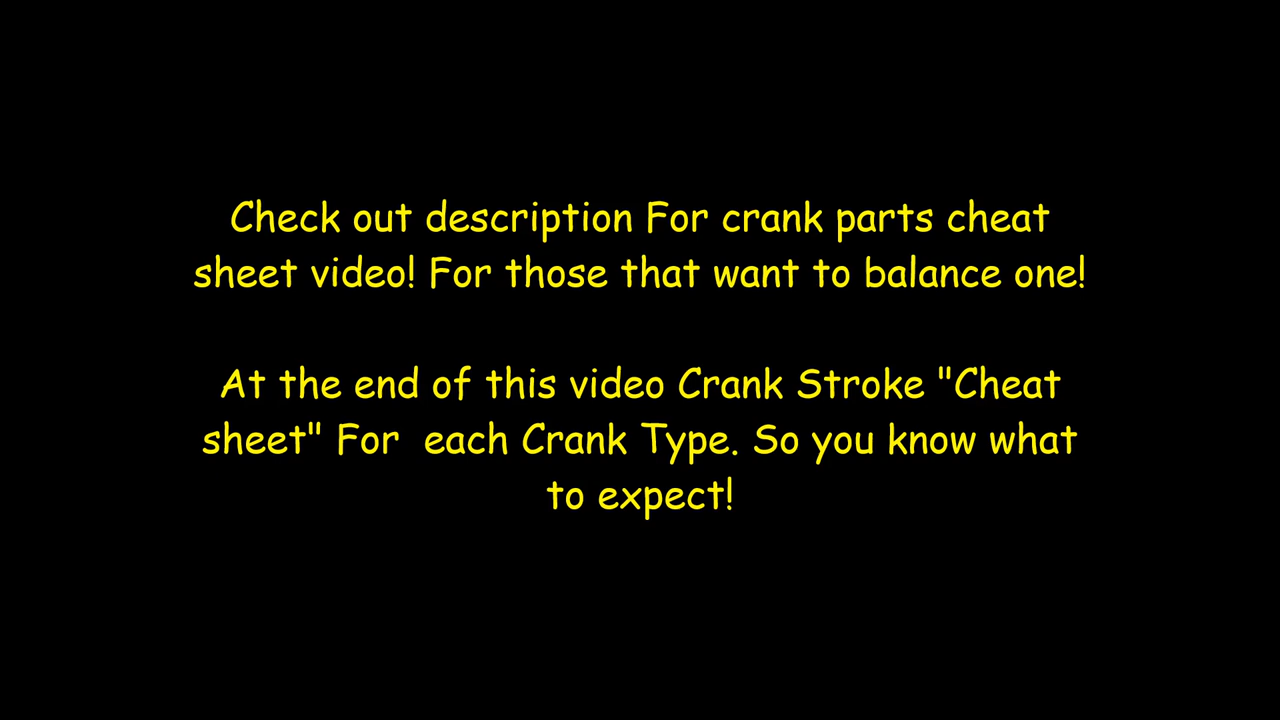 Check out description For crank parts cheat
sheet video! For those that want to balance one!
At the end of this video Crank Stroke "Cheat
sheet" For  each Crank Type. So you know what
to expect!